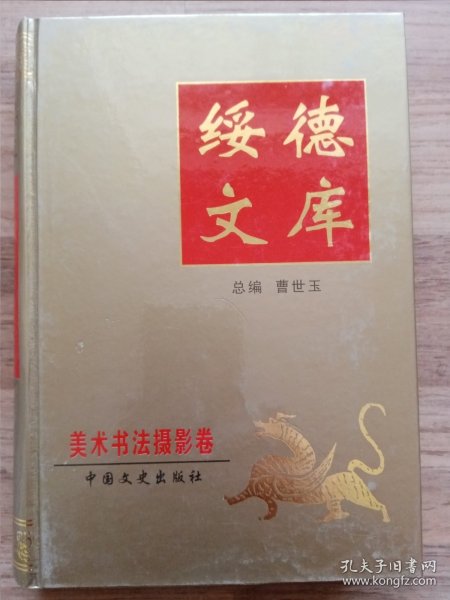 绥德
文库
总编 曹世玉
美术书法摄影卷
中国文史出版社
孔夫子旧书网
www.kongfz.com